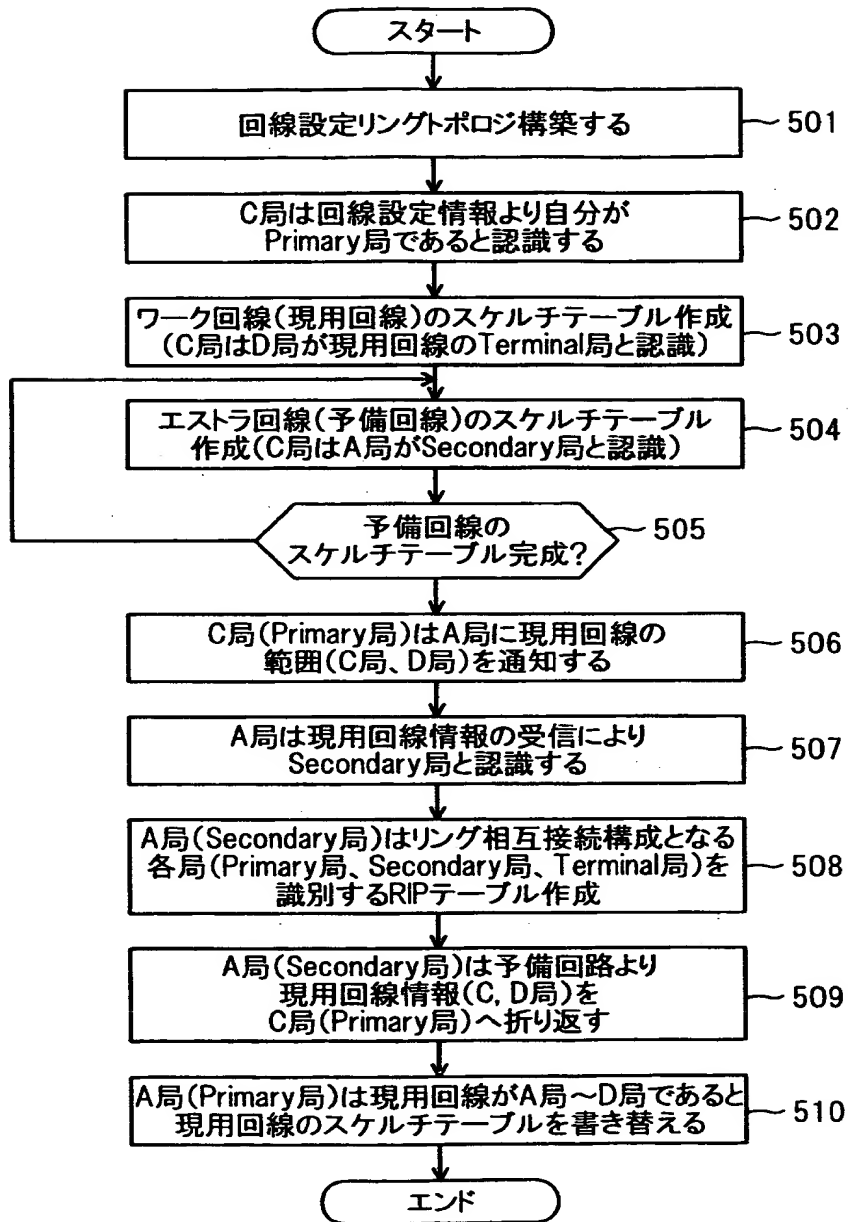 スタート
回線設定リングトポロジ構築する
501
C局は回線設定情報より自分が
Primary局であると認識する
502
ワーク回線(現用回線)のスケルチテーブル作成
(C局はD局が現用回線のTerminal局と認識)
503
エストラ回線(予備回線)のスケルチテーブル
作成(C局はA局がSecondary局と認識)
504
予備回線の
スケルチテーブル完成?
505
C局(Primary局)はA局に現用回線の
範囲(C局、D局)を通知する
506
A局は現用回線情報の受信により
Secondary局と認識する
507
A局(Secondary局)はリング相互接続構成となる
各局(Primary局、Secondary局、Terminal局)を
識別するRIPテーブル作成
508
A局(Secondary局)は予備回路より
現用回線情報(C, D局)を
C局(Primary局)へ折り返す
509
A局(Primary局)は現用回線がA局~D局であると
現用回線のスケルチテーブルを書き替える
510
エンド